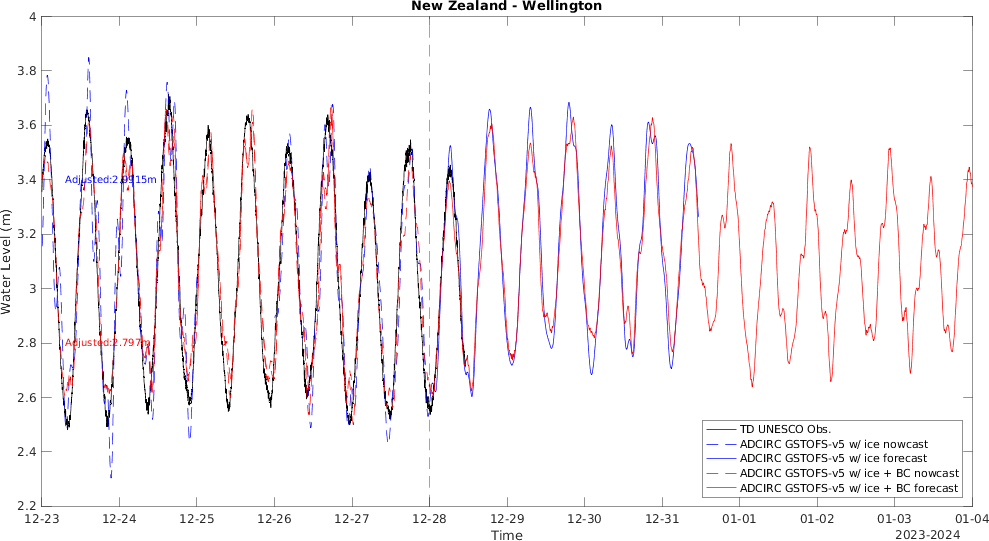 New Zealand - Wellington
4
3.8
3.6
3.4
3.2
3
2.8
2.6
2.4
2.2
Water Level (m)
Adjusted:2.0915m
Adjusted:2.797m
TD UNESCO Obs.
ADCIRC GSTOFS-v5 w/ ice nowcast
ADCIRC GSTOFS-v5 w/ ice forecast
ADCIRC GSTOFS-v5 w/ ice + BC nowcast
ADCIRC GSTOFS-v5 w/ ice + BC forecast
12-23 12-24 12-25 12-26 12-27 12-28 12-29 12-30 12-31 01-01 01-02 01-03 01-04
Time
2023-2024